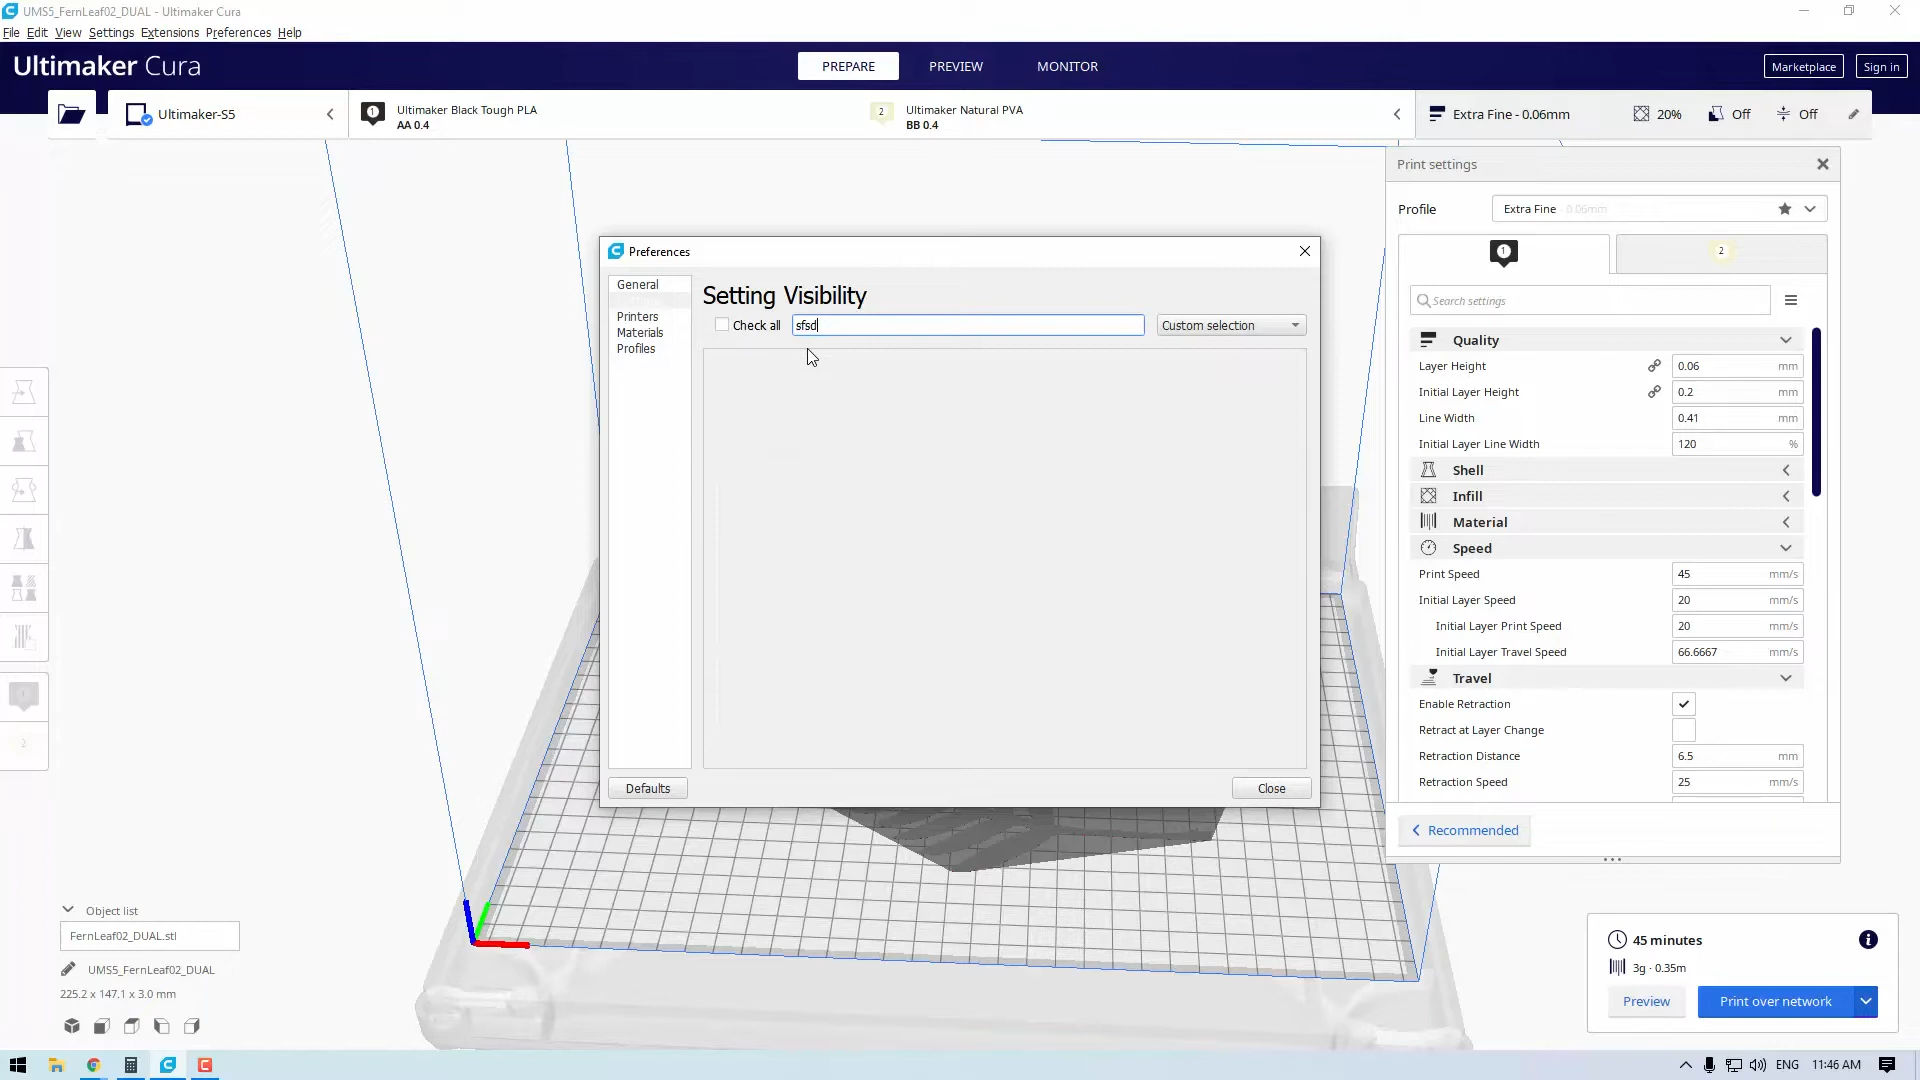 UMS5_FernLeaf02_DUAL - Ultimaker Cura
File Edit View Settings Extensions Preferences Help
Ultimaker Cura
PREPARE
PREVIEW
MONITOR
Marketplace
Sign in
Ultimaker-S5
1
Ultimaker Black Tough PLA
AA 0.4
2
Ultimaker Natural PVA
BB 0.4
Extra Fine - 0.06mm
20%
Off
Off
Print settings
Profile
Extra Fine - 0.06mm
1
2
Search settings
Quality
Layer Height
0.06 mm
Initial Layer Height
0.2 mm
Line Width
0.41 mm
Initial Layer Line Width
120 %
Shell
Infill
Material
Speed
Print Speed
45 mm/s
Initial Layer Speed
20 mm/s
Initial Layer Print Speed
20 mm/s
Initial Layer Travel Speed
66.6667 mm/s
Travel
Enable Retraction
Retract at Layer Change
Retraction Distance
6.5 mm
Retraction Speed
25 mm/s
Recommended
Preferences
General
Printers
Materials
Profiles
Setting Visibility
Check all
sfsd
Custom selection
Defaults
Close
1
2
Object list
FernLeaf02_DUAL.stl
UMS5_FernLeaf02_DUAL
225.2 x 147.1 x 3.0 mm
45 minutes
3g · 0.35m
Preview
Print over network
ENG
11:46 AM